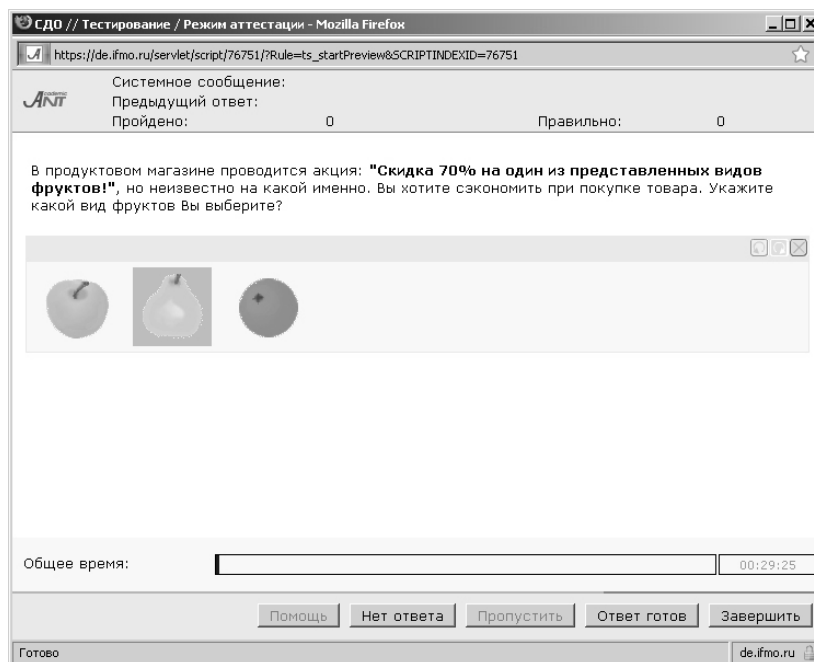 СДО // Тестирование / Режим аттестации - Mozilla Firefox
https://de.ifmo.ru/servlet/script/76751/?Rule=ts_startPreview&SCRIPTINDEXID=76751
Academic ANT
Системное сообщение:
Предыдущий ответ:
Пройдено: 0 Правильно: 0
В продуктовом магазине проводится акция: "Скидка 70% на один из представленных видов
фруктов!", но неизвестно на какой именно. Вы хотите сэкономить при покупке товара. Укажите
какой вид фруктов Вы выберите?
Общее время: 00:29:25
Помощь Нет ответа Пропустить Ответ готов Завершить
Готово de.ifmo.ru